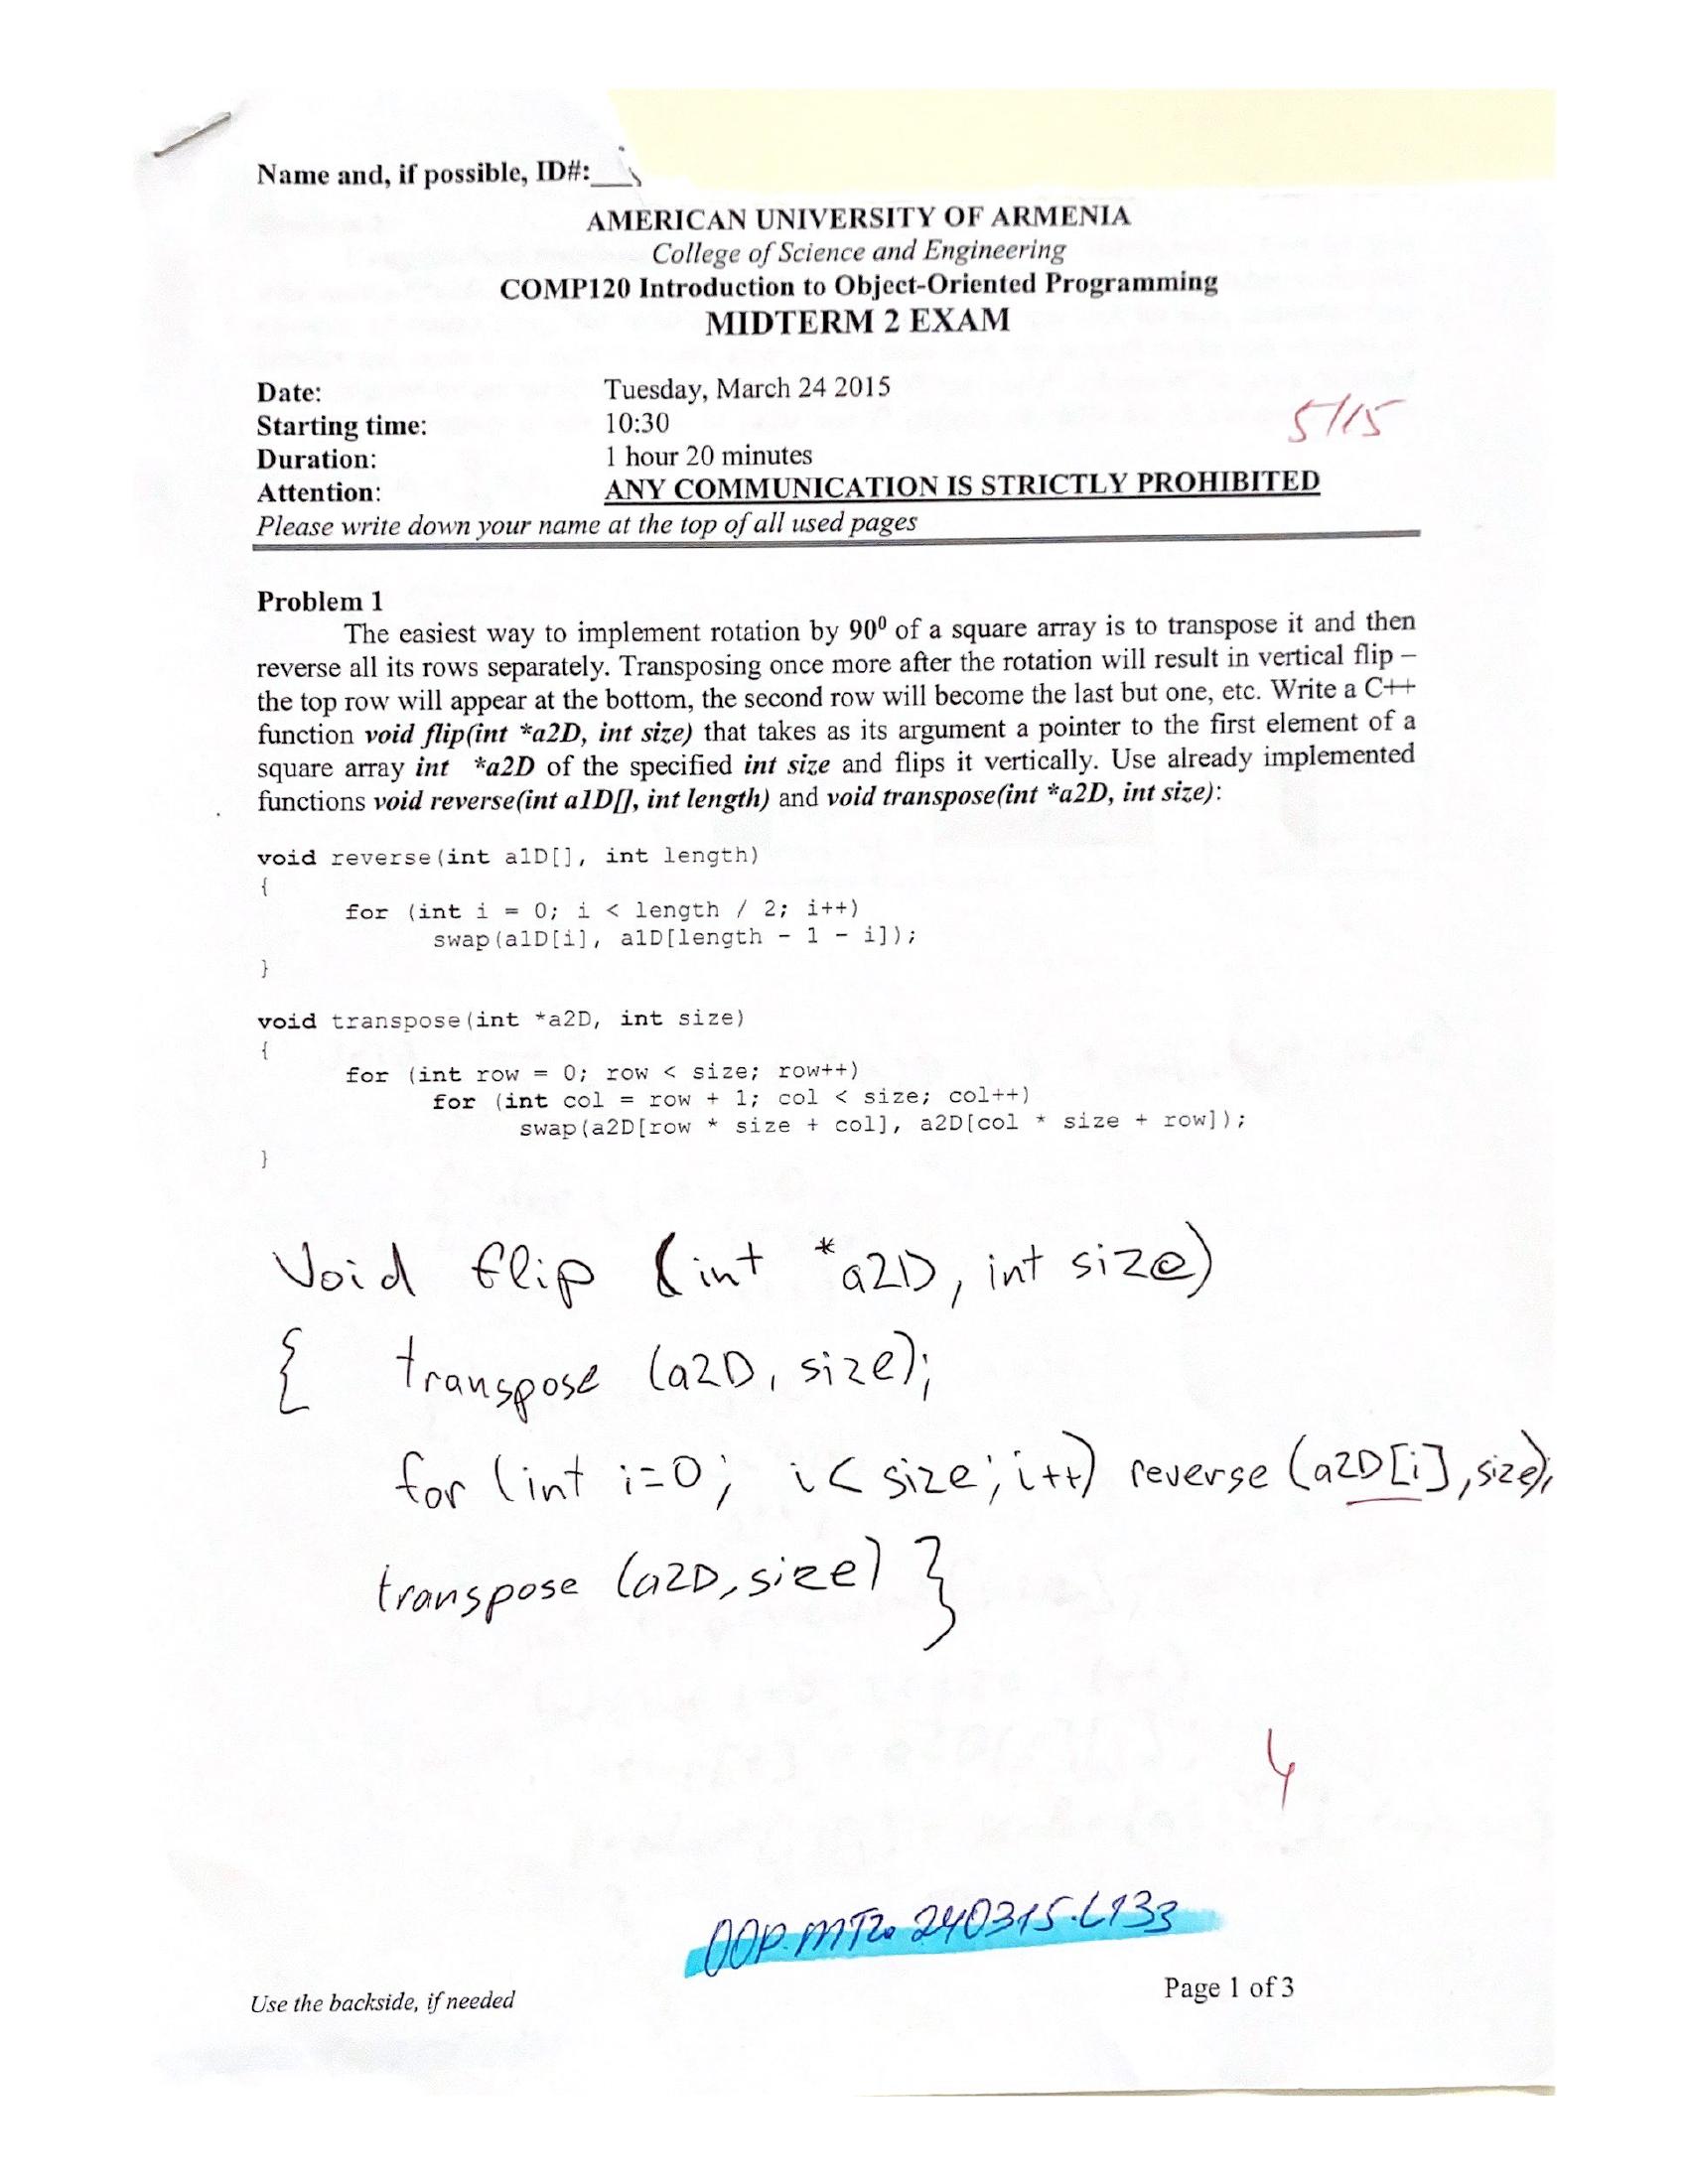 Name and, if possible, ID#:
AMERICAN UNIVERSITY OF ARMENIA
College of Science and Engineering
COMP120 Introduction to Object-Oriented Programming
MIDTERM 2 EXAM
Date: Tuesday, March 24 2015
5/15
Starting time: 10:30
Duration: 1 hour 20 minutes
Attention: ANY COMMUNICATION IS STRICTLY PROHIBITED
Please write down your name at the top of all used pages
Problem 1
The easiest way to implement rotation by 90⁰ of a square array is to transpose it and then
reverse all its rows separately. Transposing once more after the rotation will result in vertical flip –
the top row will appear at the bottom, the second row will become the last but one, etc. Write a C++
function void flip(int *a2D, int size) that takes as its argument a pointer to the first element of a
square array int *a2D of the specified int size and flips it vertically. Use already implemented
functions void reverse(int a1D[], int length) and void transpose(int *a2D, int size):
void reverse(int a1D[], int length)
{
for (int i = 0; i < length / 2; i++)
swap(a1D[i], a1D[length - 1 - i]);
}
void transpose(int *a2D, int size)
{
for (int row = 0; row < size; row++)
for (int col = row + 1; col < size; col++)
swap(a2D[row * size + col], a2D[col * size + row]);
}
Void flip (int *a2D, int size)
{ transpose (a2D, size);
for (int i=0; i< size; i++) reverse (a2D[i], size);
transpose (a2D, size) }
4
OOP.MT2. 240315.L133
Use the backside, if needed
Page 1 of 3